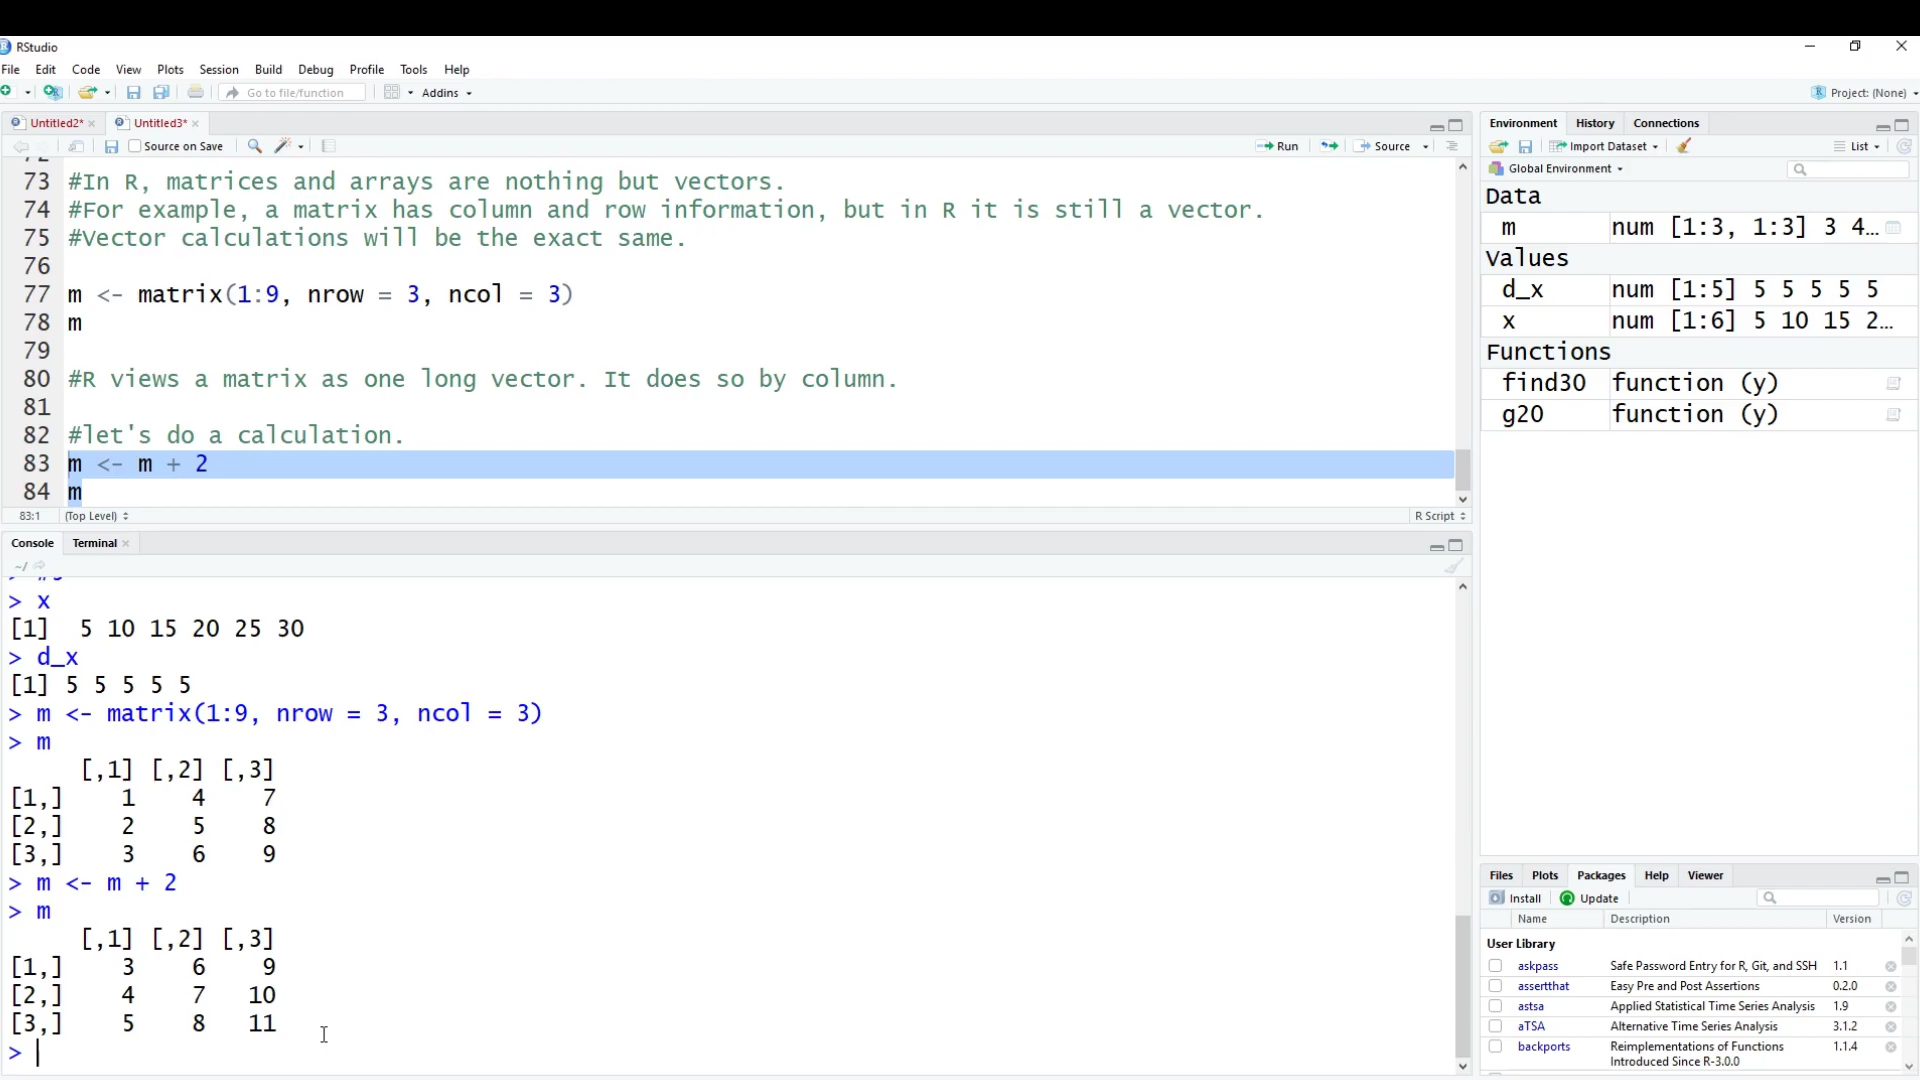 RStudio
File Edit Code View Plots Session Build Debug Profile Tools Help
Go to file/function Addins Project: (None)
Untitled2* Untitled3*
Source on Save Run Source
73 #In R, matrices and arrays are nothing but vectors.
74 #For example, a matrix has column and row information, but in R it is still a vector.
75 #Vector calculations will be the exact same.
76
77 m <- matrix(1:9, nrow = 3, ncol = 3)
78 m
79
80 #R views a matrix as one long vector. It does so by column.
81
82 #let's do a calculation.
83 m <- m + 2
84 m
83:1 (Top Level) R Script
Console Terminal
~/
> x
[1] 5 10 15 20 25 30
> d_x
[1] 5 5 5 5 5
> m <- matrix(1:9, nrow = 3, ncol = 3)
> m
[,1] [,2] [,3]
[1,] 1 4 7
[2,] 2 5 8
[3,] 3 6 9
> m <- m + 2
> m
[,1] [,2] [,3]
[1,] 3 6 9
[2,] 4 7 10
[3,] 5 8 11
>
Environment History Connections
Import Dataset List
Global Environment
Data
m num [1:3, 1:3] 3 4…
Values
d_x num [1:5] 5 5 5 5 5
x num [1:6] 5 10 15 2…
Functions
find30 function (y)
g20 function (y)
Files Plots Packages Help Viewer
Install Update
Name Description Version
User Library
askpass Safe Password Entry for R, Git, and SSH 1.1
assertthat Easy Pre and Post Assertions 0.2.0
astsa Applied Statistical Time Series Analysis 1.9
aTSA Alternative Time Series Analysis 3.1.2
backports Reimplementations of Functions 1.1.4
Introduced Since R-3.0.0